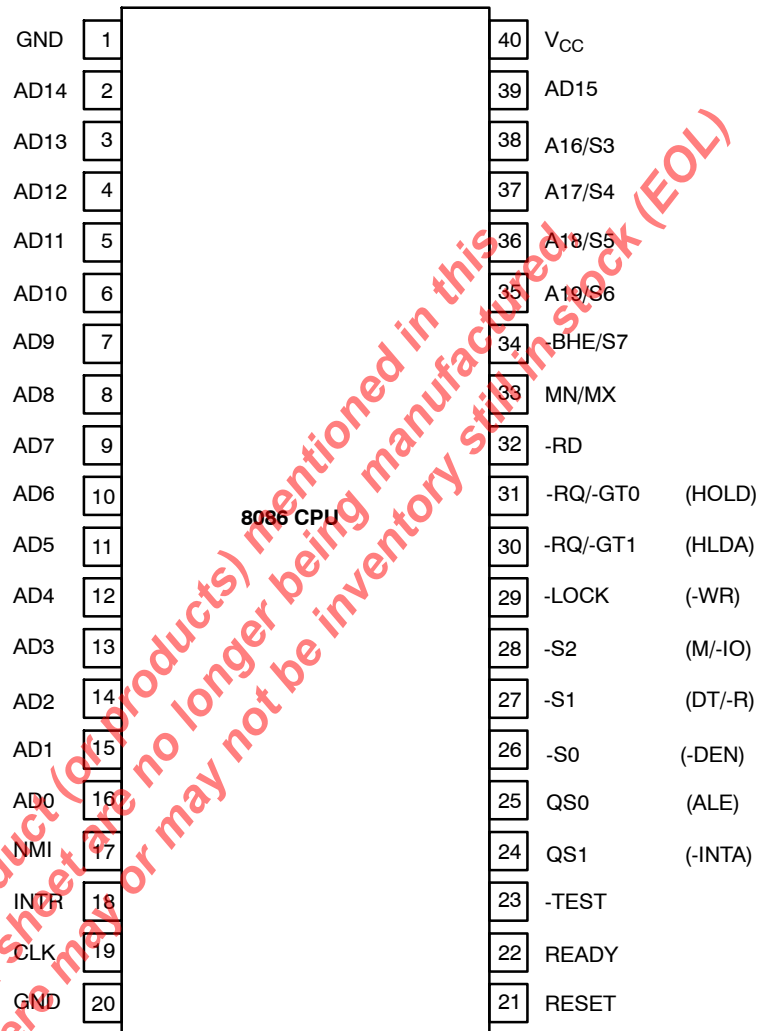 GND 1 40 VCC
AD14 2 39 AD15
AD13 3 38 A16/S3
AD12 4 37 A17/S4
AD11 5 36 A18/S5
AD10 6 35 A19/S6
AD9 7 34 -BHE/S7
AD8 8 33 MN/MX
AD7 9 32 -RD
AD6 10 31 -RQ/-GT0 (HOLD)
8086 CPU
AD5 11 30 -RQ/-GT1 (HLDA)
AD4 12 29 -LOCK (-WR)
AD3 13 28 -S2 (M/-IO)
AD2 14 27 -S1 (DT/-R)
AD1 15 26 -S0 (-DEN)
AD0 16 25 QS0 (ALE)
NMI 17 24 QS1 (-INTA)
INTR 18 23 -TEST
CLK 19 22 READY
GND 20 21 RESET
(or products) mentioned in this
sheet are no longer being manufactured.
may or may not be inventory still in stock (EOL)